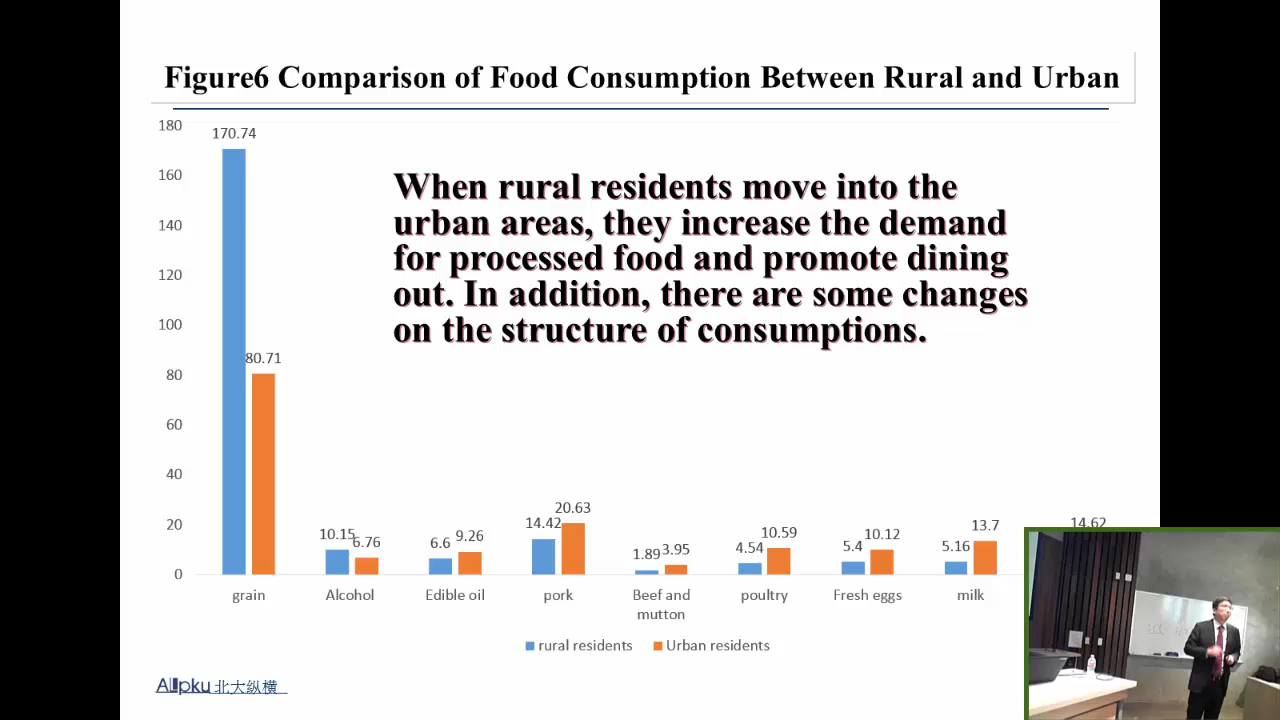 Figure6 Comparison of Food Consumption Between Rural and Urban
180
160
140
120
100
80
60
40
20
0
170.74
80.71
10.15
6.76
6.6
9.26
14.42
20.63
1.89
3.95
4.54
10.59
5.4
10.12
5.16
13.7
14.62
When rural residents move into the
urban areas, they increase the demand
for processed food and promote dining
out. In addition, there are some changes
on the structure of consumptions.
grain
Alcohol
Edible oil
pork
Beef and
mutton
poultry
Fresh eggs
milk
rural residents
Urban residents
Allpku 北大纵横